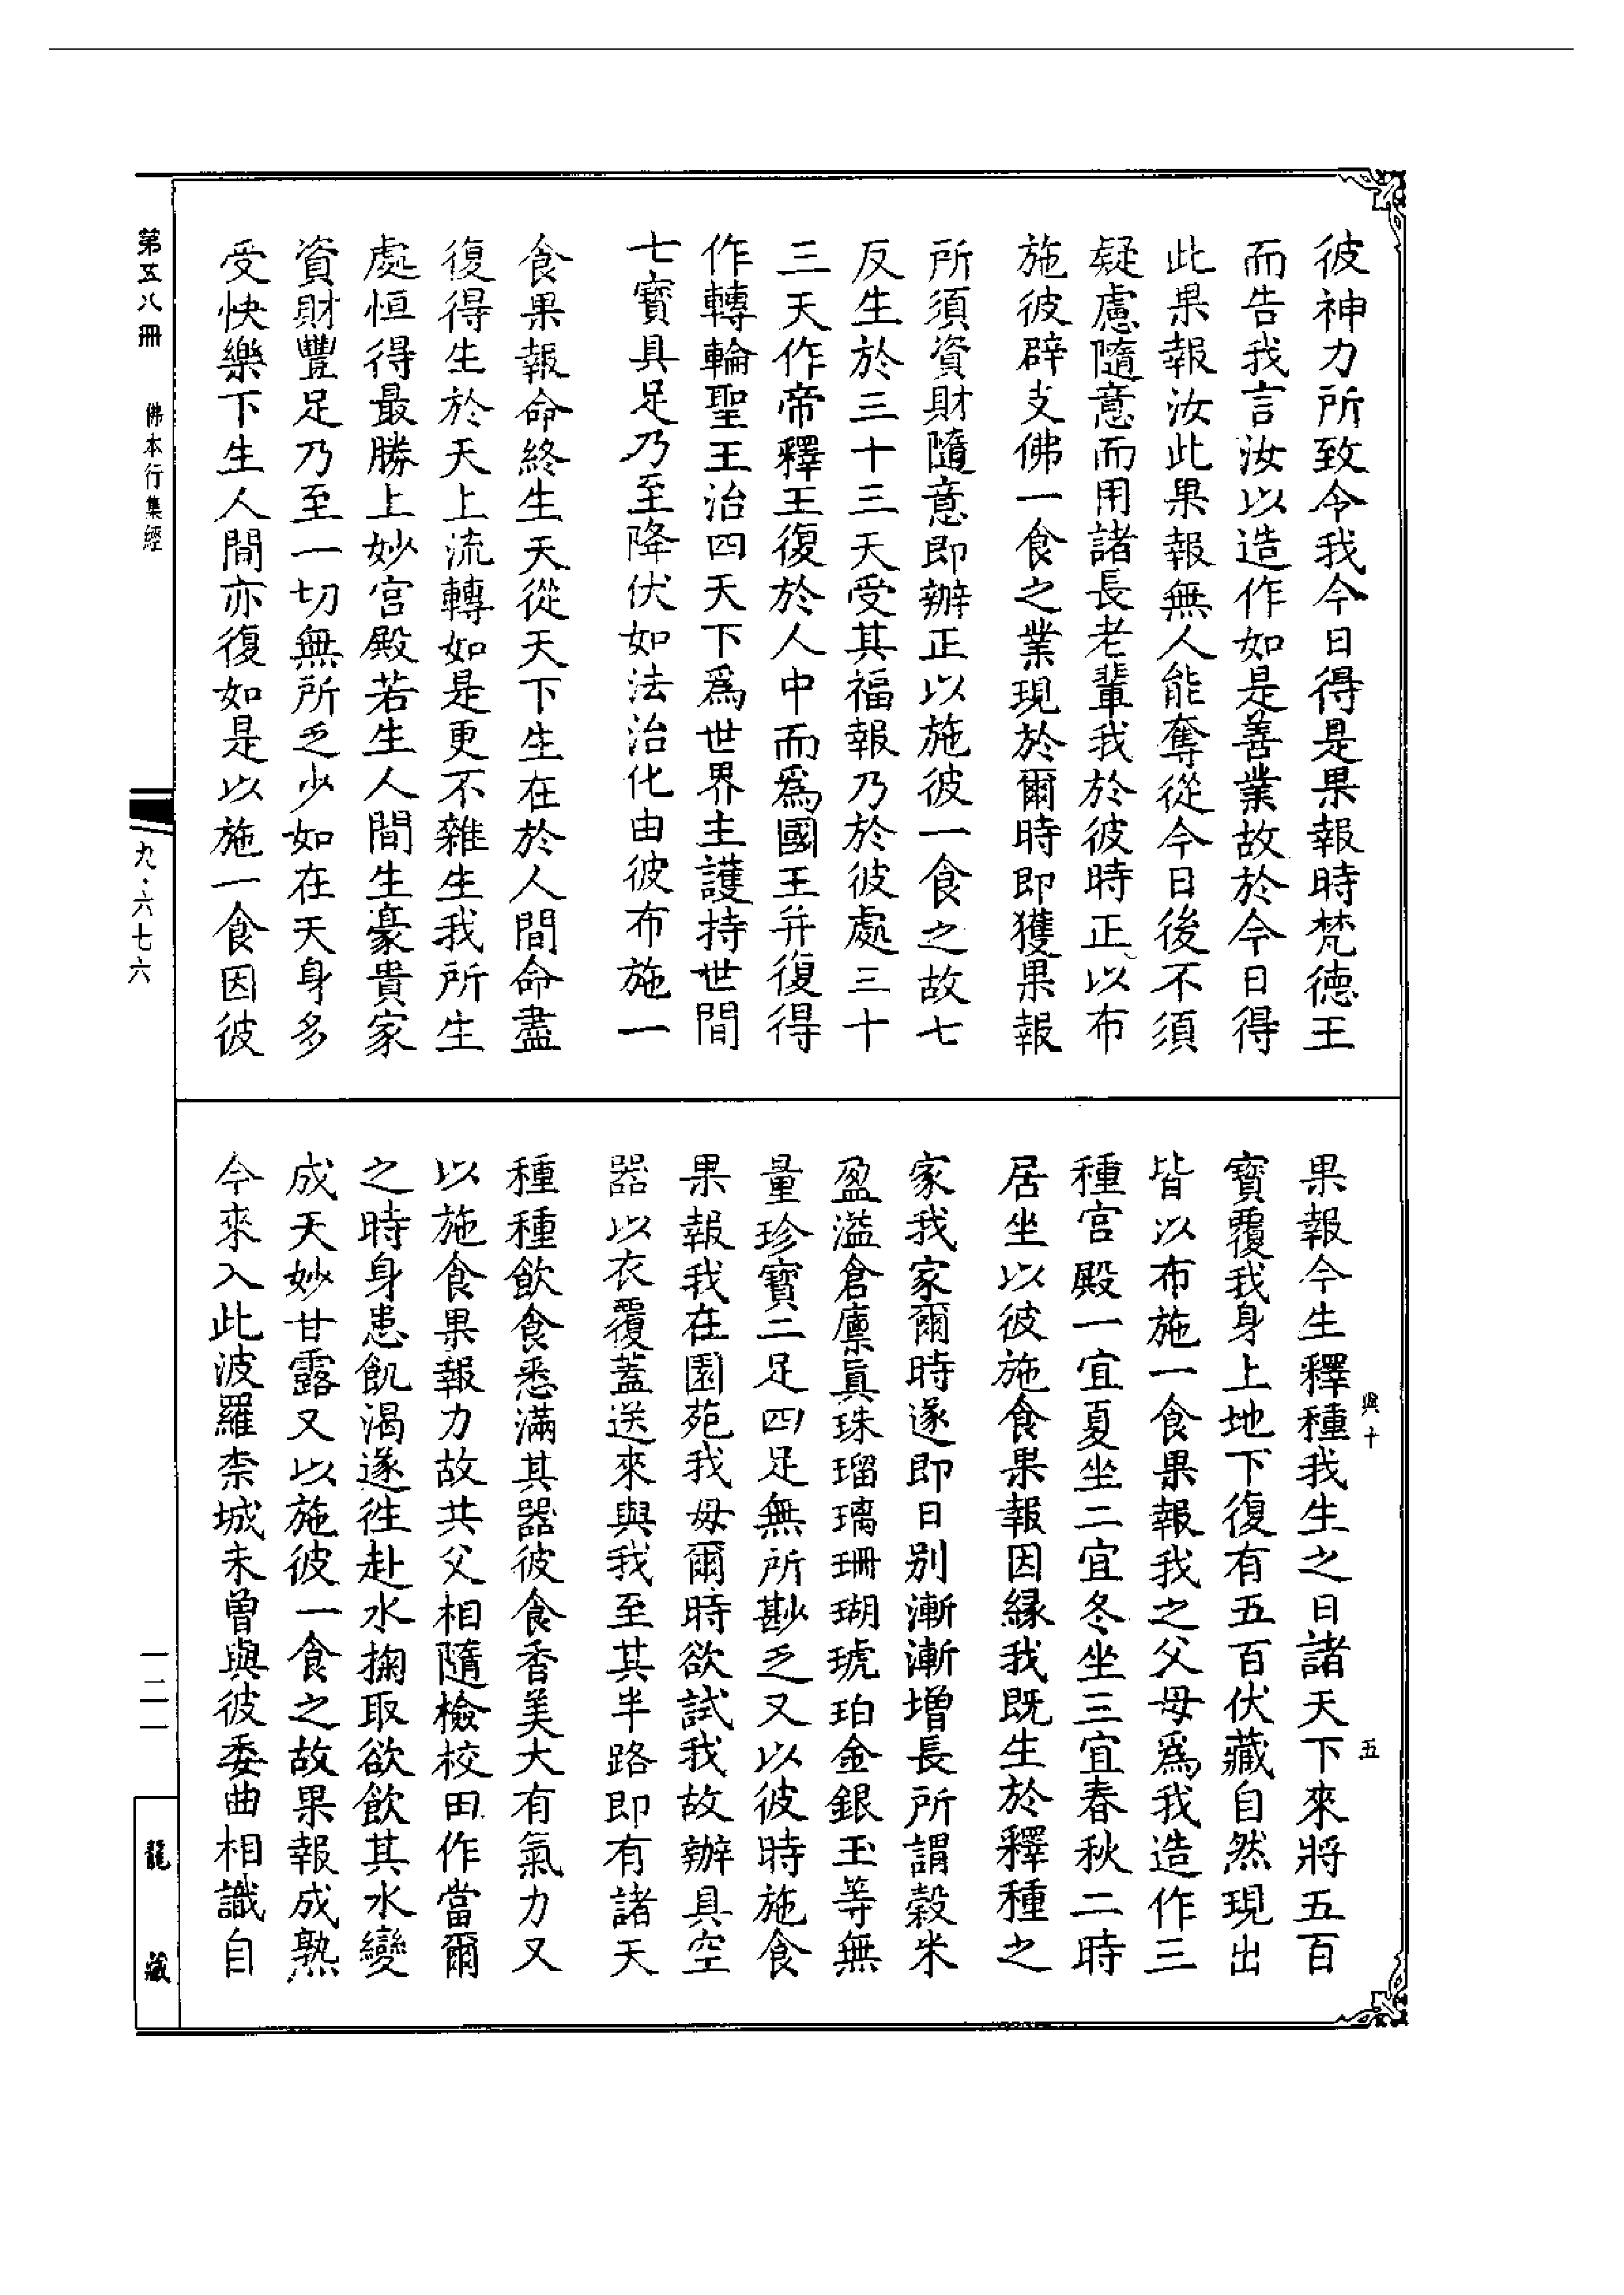 彼神力所致令我今日得是果報時梵德王
而告我言汝以造作如是善業故於今日得
此果報汝此果報無人能奪從今日後不須
疑慮隨意而用諸長老輩我於彼時正以布
施彼辟支佛一食之業現於爾時即獲果報
所須資財隨意即辦正以施彼一食之故七
反生於三十三天受其福報乃於彼處三十
三天作帝釋王復於人中而爲國王并復得
作轉輪聖王治四天下爲世界主護持世間
七寶具足乃至降伏如法治化由彼布施一
食果報命終生天從天下生在於人間命盡
復得生於天上流轉如是更不雜生我所生
處恒得最勝上妙宮殿若生人間生豪貴家
資財豐足乃至一切無所乏少如在天身多
受快樂下生人間亦復如是以施一食因彼
果報今生釋種我生之日諸天下來將五百
寶覆我身上地下復有五百伏藏自然現出
皆以布施一食果報我之父母爲我造作三
種宮殿一宜夏坐二宜冬坐三宜春秋二時
居坐以彼施食果報因緣我既生於釋種之
家我家爾時遂即日別漸漸增長所謂穀米
盈溢倉廩真珠瑠璃珊瑚琥珀金銀玉等無
量珍寶二足四足無所尠乏又以彼時施食
果報我在園苑我母爾時欲試我故辦具空
器以衣覆蓋送來與我至其半路即有諸天
種種飲食悉滿其器彼食香美大有氣力又
以施食果報力故共父相隨檢校田作當爾
之時身患飢渴遂往赴水掬取欲飲其水變
成天妙甘露又以施彼一食之故果報成熟
今來入此波羅柰城未曾與彼委曲相識自
輿十
五
第五八冊
佛本行集經
九·六七六
一二一
龍藏